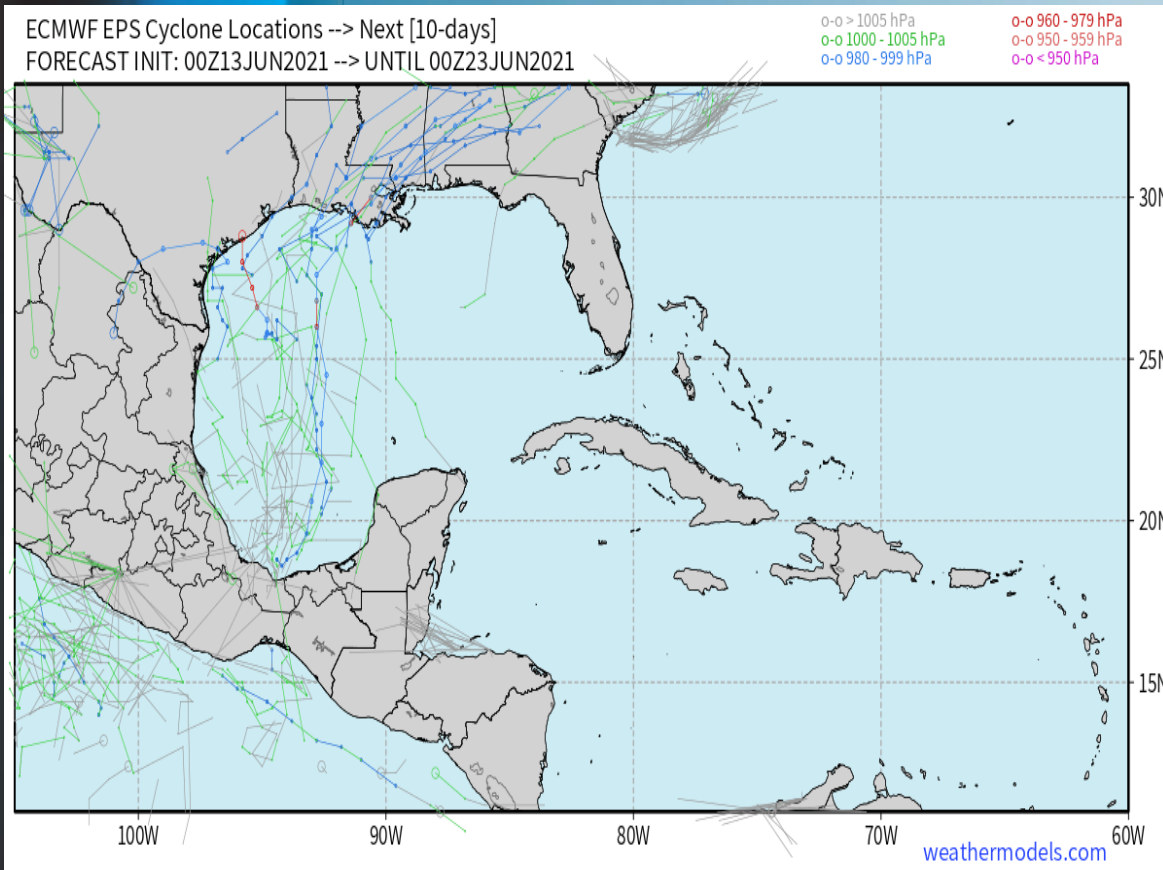 ECMWF EPS Cyclone Locations --> Next [10-days]
FORECAST INIT: 00Z13JUN2021 --> UNTIL 00Z23JUN2021
o-o > 1005 hPa
o-o 1000 - 1005 hPa
o-o 980 - 999 hPa
o-o 960 - 979 hPa
o-o 950 - 959 hPa
o-o < 950 hPa
30N
25N
20N
15N
100W
90W
80W
70W
60W
weathermodels.com